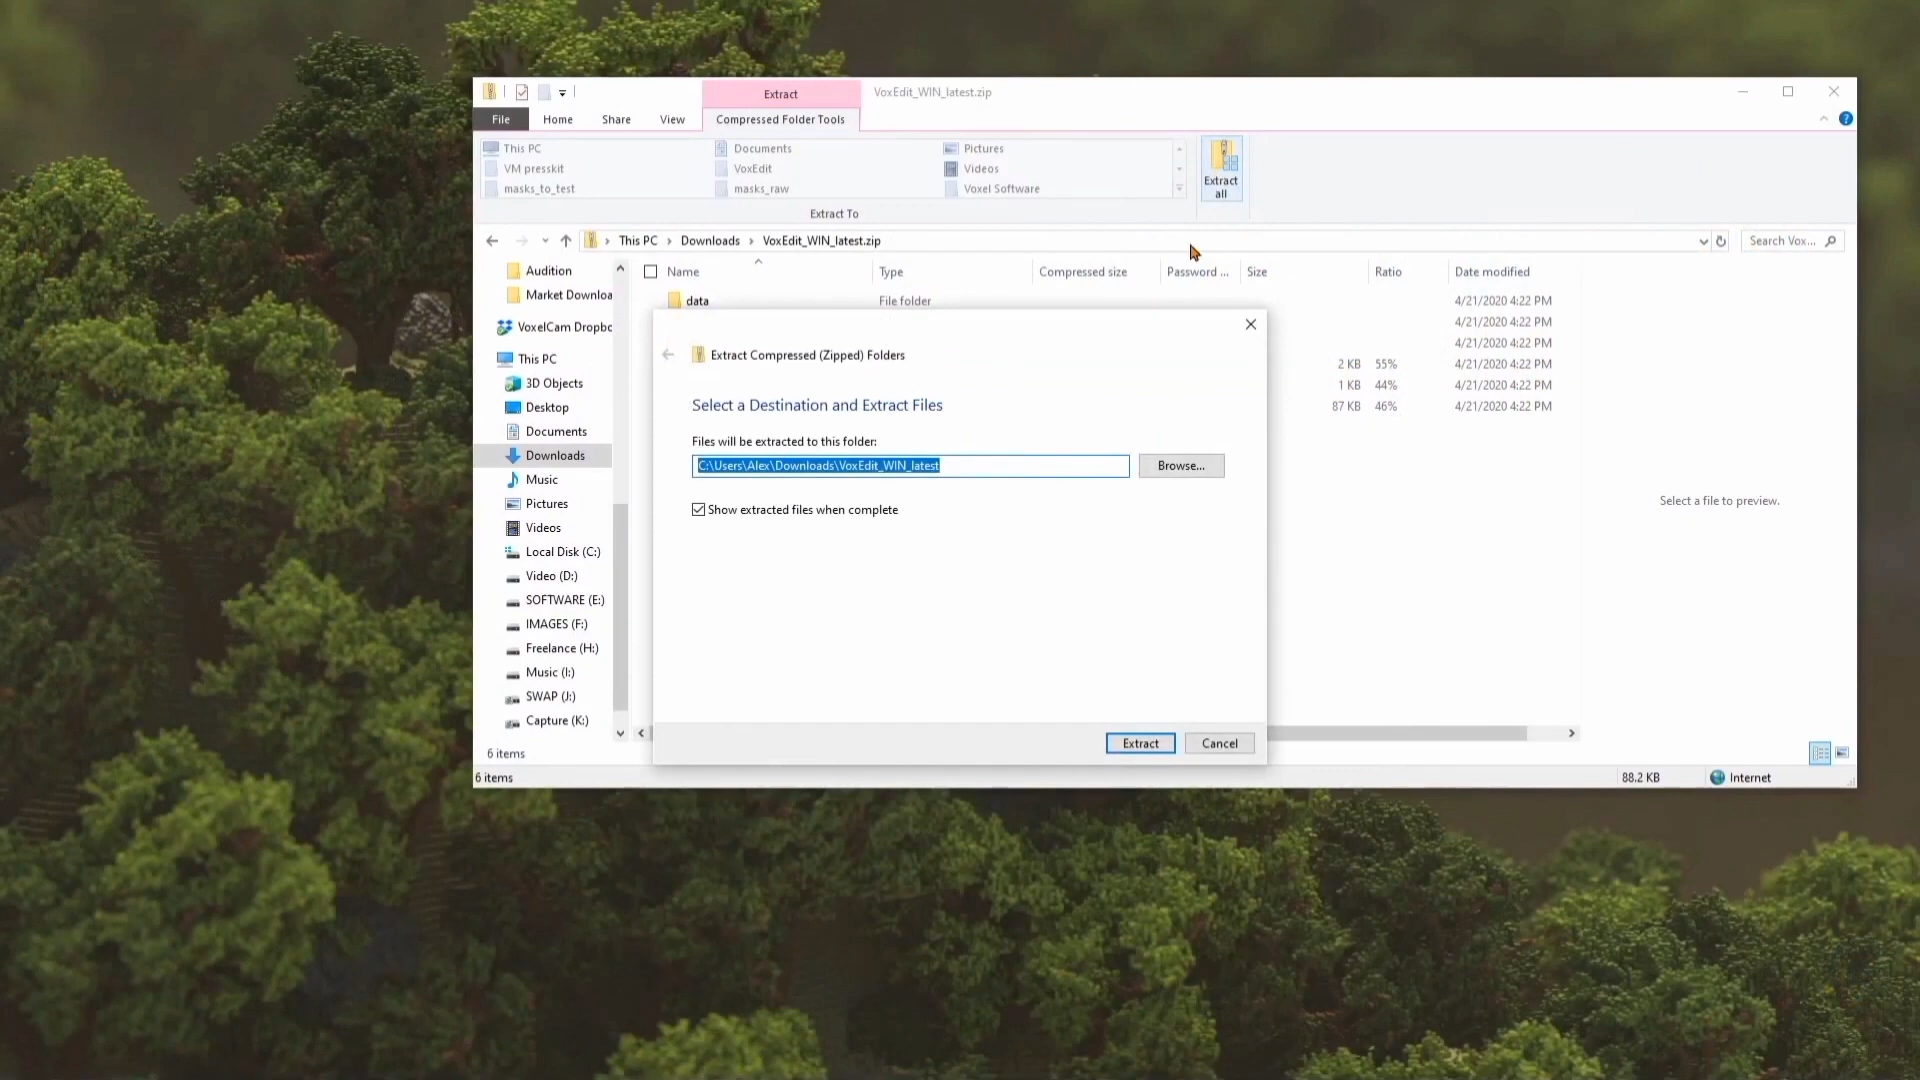 Extract
VoxEdit_WIN_latest.zip
File
Home
Share
View
Compressed Folder Tools
This PC
Documents
Pictures
VM presskit
VoxEdit
Videos
masks_to_test
masks_raw
Voxel Software
Extract all
Extract To
This PC > Downloads > VoxEdit_WIN_latest.zip
Search Vox...
Name
Type
Compressed size
Password ...
Size
Ratio
Date modified
data
File folder
4/21/2020 4:22 PM
4/21/2020 4:22 PM
4/21/2020 4:22 PM
2 KB 55% 4/21/2020 4:22 PM
1 KB 44% 4/21/2020 4:22 PM
87 KB 46% 4/21/2020 4:22 PM
Audition
Market Downloa
VoxelCam Dropbo
This PC
3D Objects
Desktop
Documents
Downloads
Music
Pictures
Videos
Local Disk (C:)
Video (D:)
SOFTWARE (E:)
IMAGES (F:)
Freelance (H:)
Music (I:)
SWAP (J:)
Capture (K:)
Extract Compressed (Zipped) Folders
Select a Destination and Extract Files
Files will be extracted to this folder:
C:\Users\Alex\Downloads\VoxEdit_WIN_latest
Browse...
Show extracted files when complete
Extract
Cancel
Select a file to preview.
6 items
6 items
88.2 KB
Internet